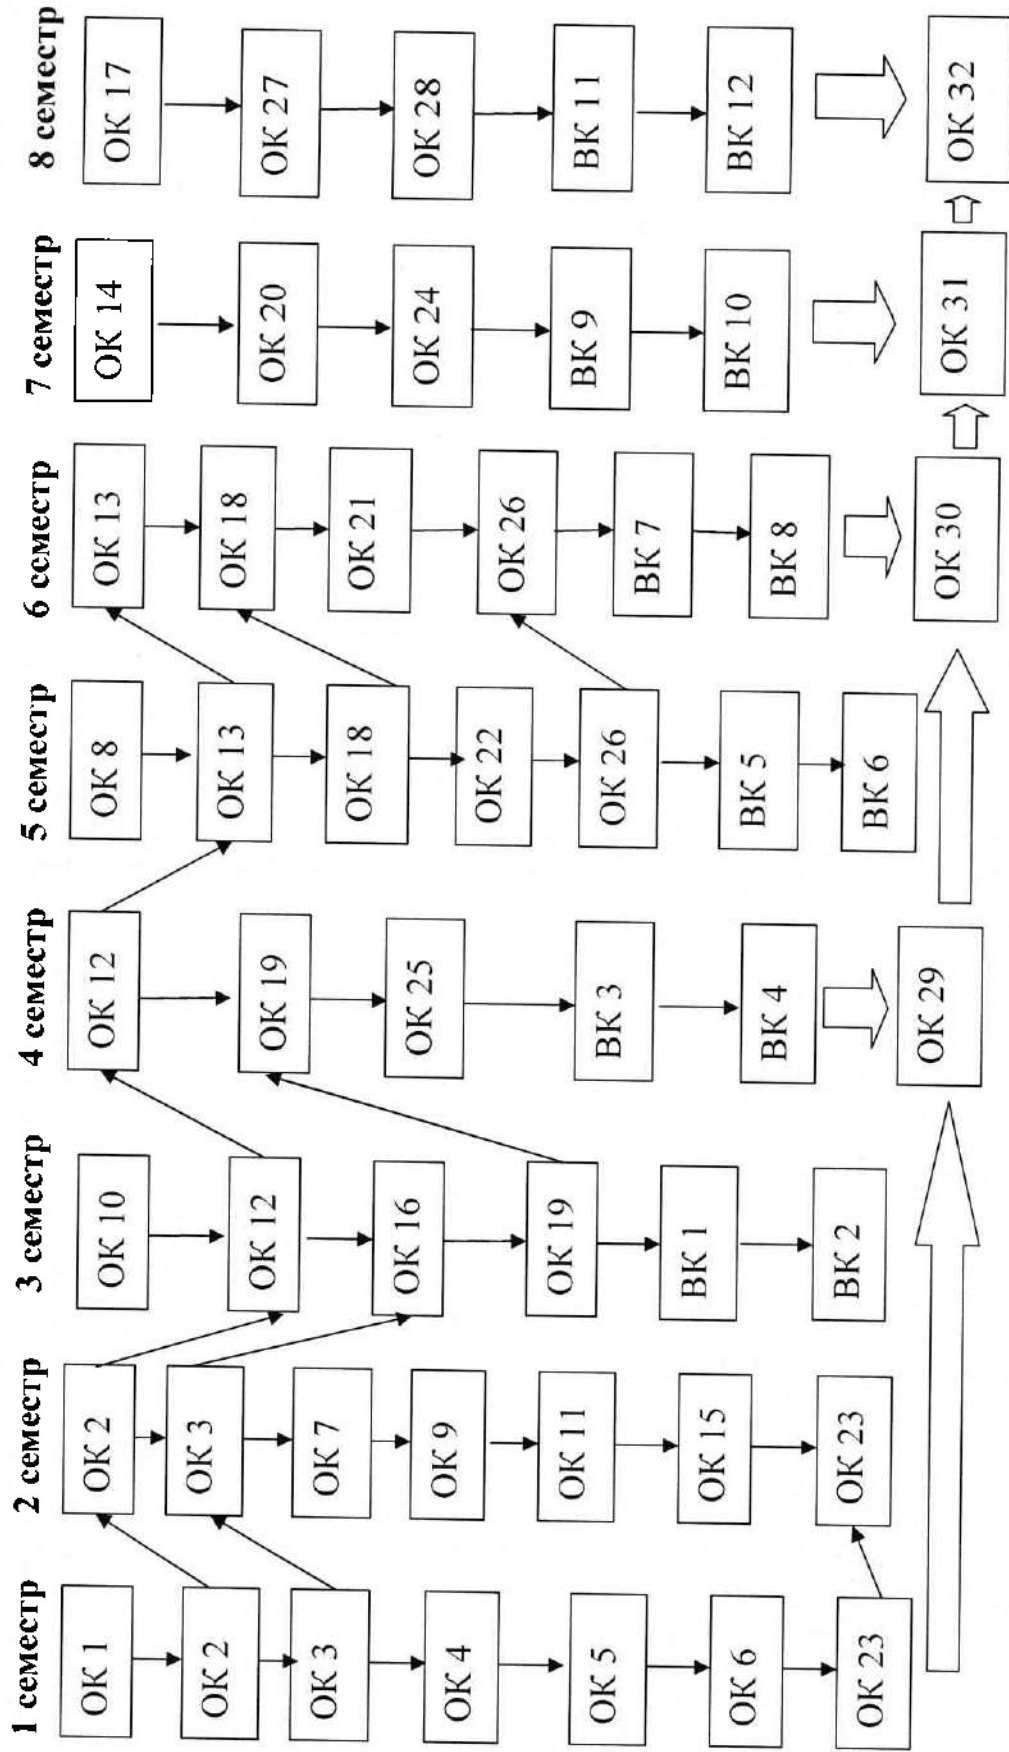 1 семестр
ОК 1
ОК 2
ОК 3
ОК 4
ОК 5
ОК 6
ОК 23
2 семестр
ОК 2
ОК 3
ОК 7
ОК 9
ОК 11
ОК 15
ОК 23
3 семестр
ОК 10
ОК 12
ОК 16
ОК 19
ВК 1
ВК 2
4 семестр
ОК 12
ОК 19
ОК 25
ВК 3
ВК 4
ОК 29
5 семестр
ОК 8
ОК 13
ОК 18
ОК 22
ОК 26
ВК 5
ВК 6
6 семестр
ОК 13
ОК 18
ОК 21
ОК 26
ВК 7
ВК 8
ОК 30
7 семестр
ОК 14
ОК 20
ОК 24
ВК 9
ВК 10
ОК 31
8 семестр
ОК 17
ОК 27
ОК 28
ВК 11
ВК 12
ОК 32